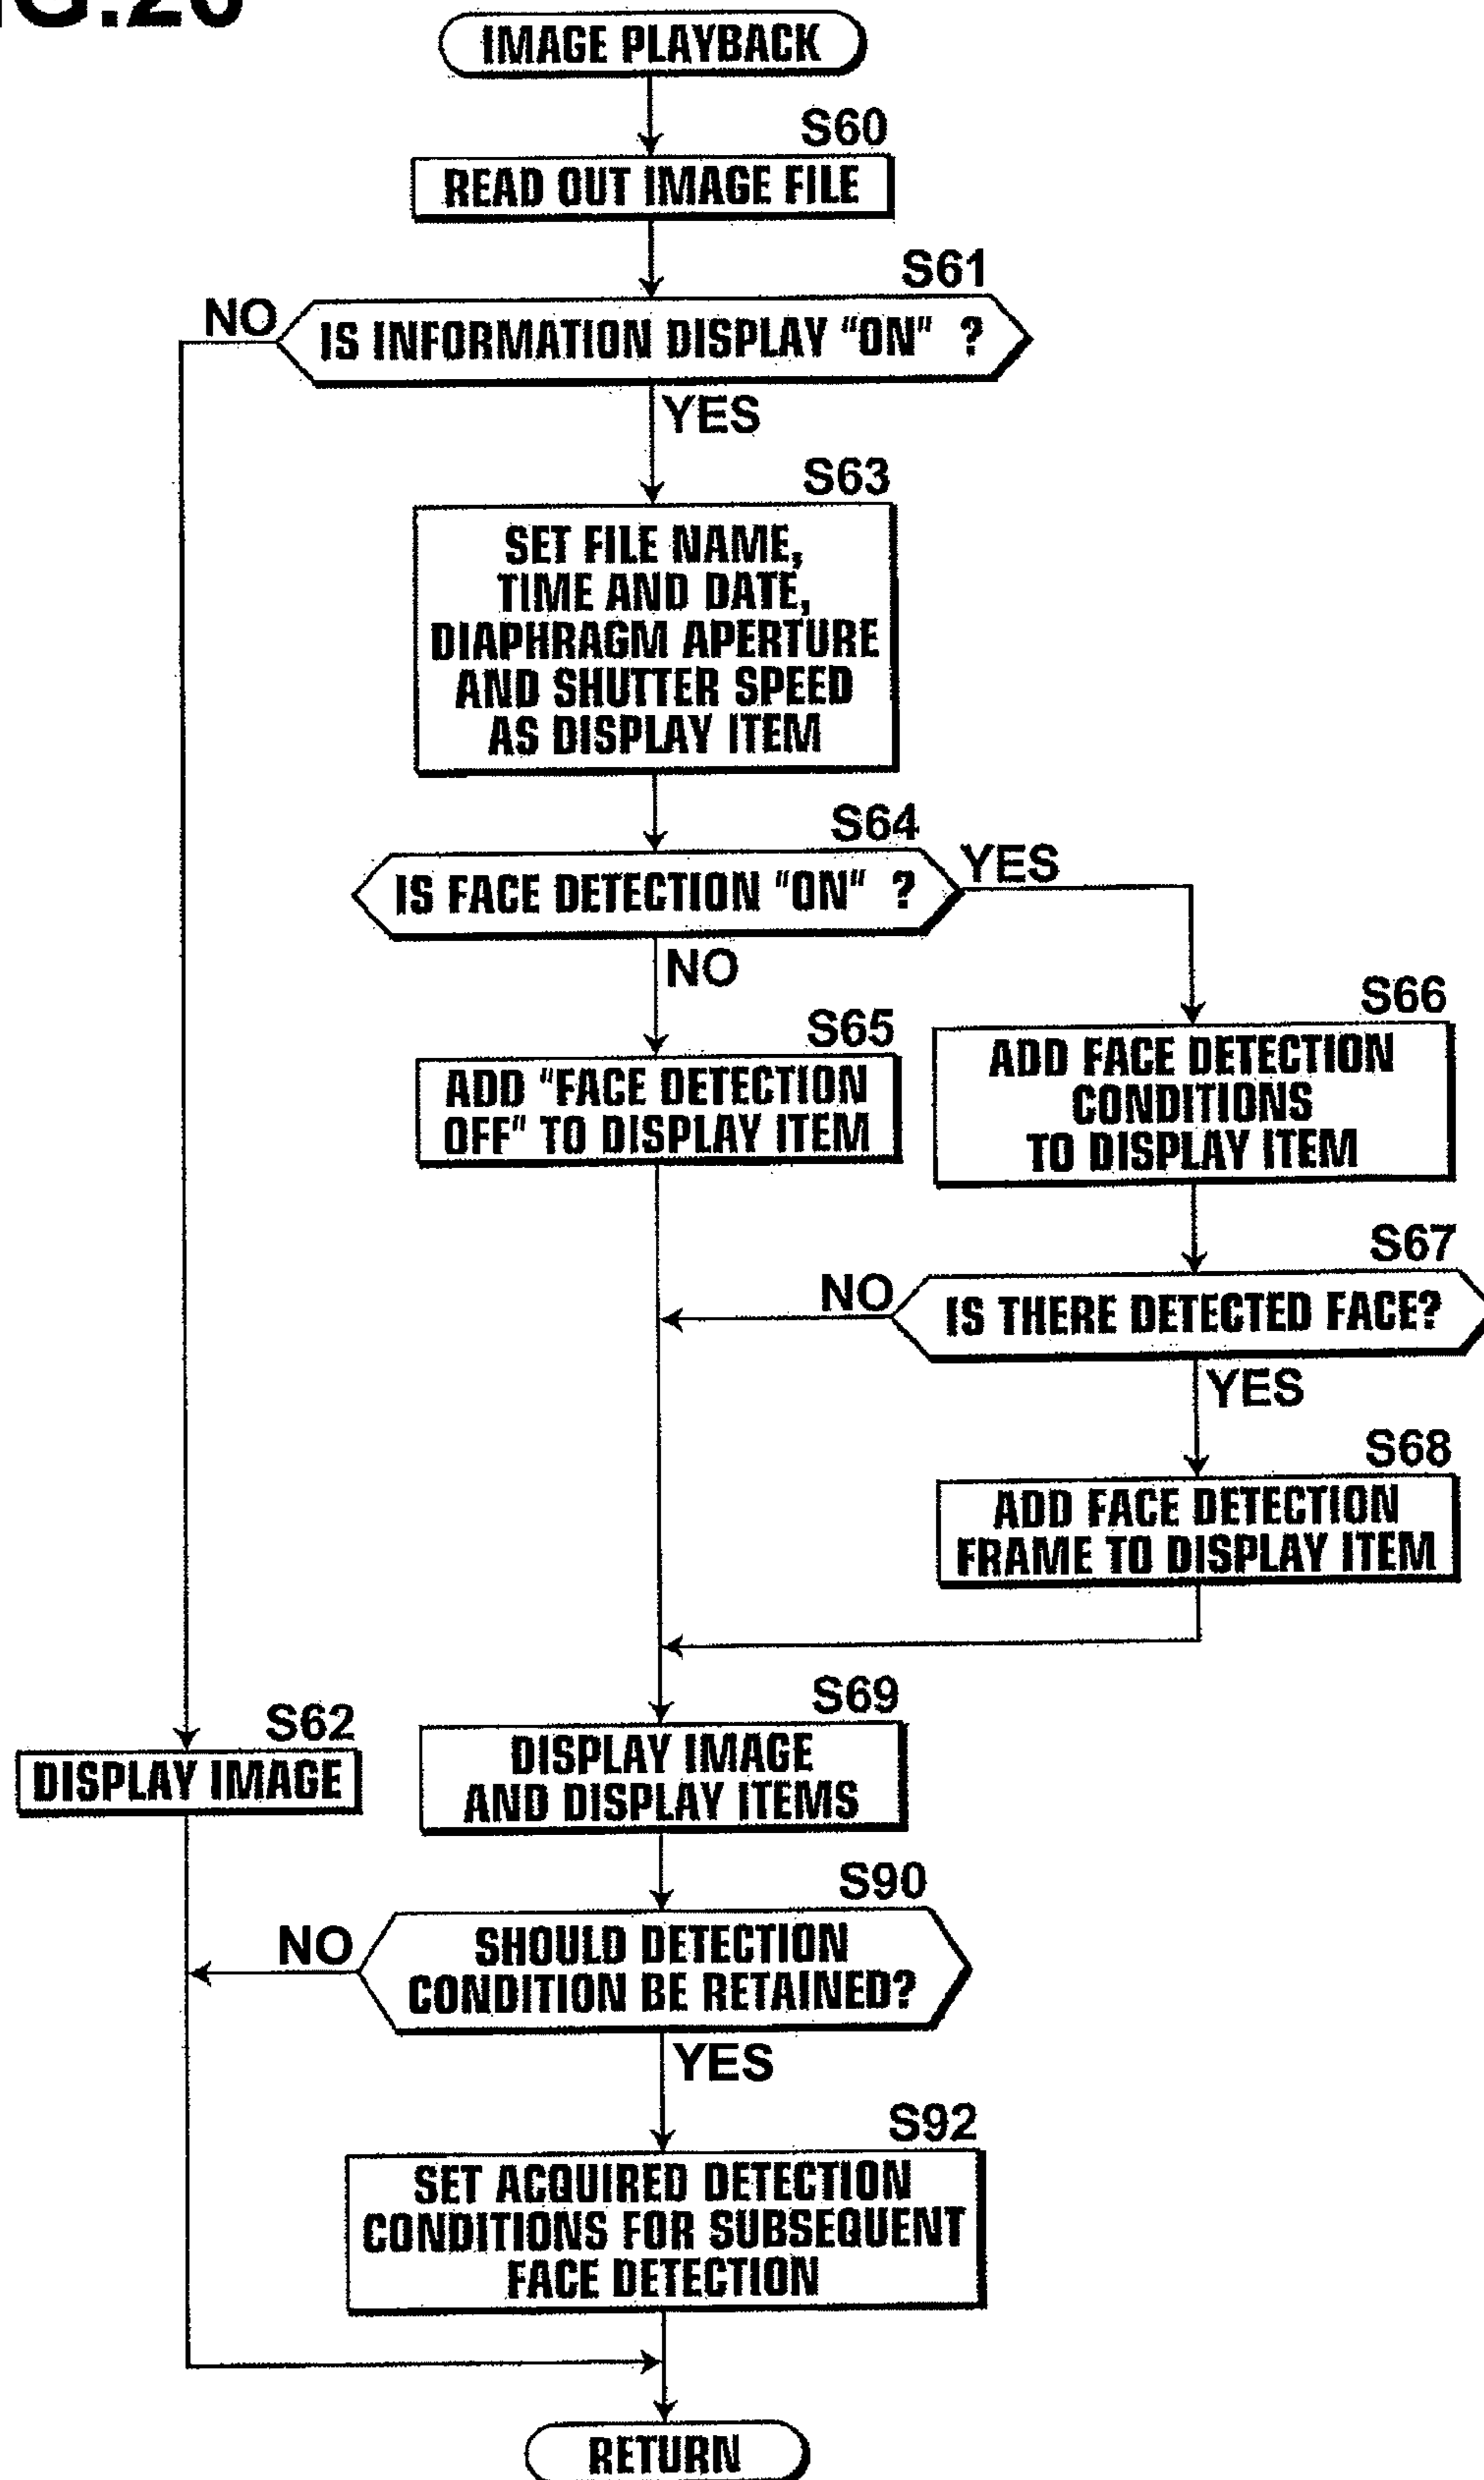 IMAGE PLAYBACK
S60
READ OUT IMAGE FILE
S61
NO
IS INFORMATION DISPLAY "ON" ?
YES
S63
SET FILE NAME,
TIME AND DATE,
DIAPHRAGM APERTURE
AND SHUTTER SPEED
AS DISPLAY ITEM
S64
IS FACE DETECTION "ON" ?
YES
NO
S65
ADD "FACE DETECTION
OFF" TO DISPLAY ITEM
S66
ADD FACE DETECTION
CONDITIONS
TO DISPLAY ITEM
S67
NO
IS THERE DETECTED FACE?
YES
S68
ADD FACE DETECTION
FRAME TO DISPLAY ITEM
S62
DISPLAY IMAGE
S69
DISPLAY IMAGE
AND DISPLAY ITEMS
S90
NO
SHOULD DETECTION
CONDITION BE RETAINED?
YES
S92
SET ACQUIRED DETECTION
CONDITIONS FOR SUBSEQUENT
FACE DETECTION
RETURN